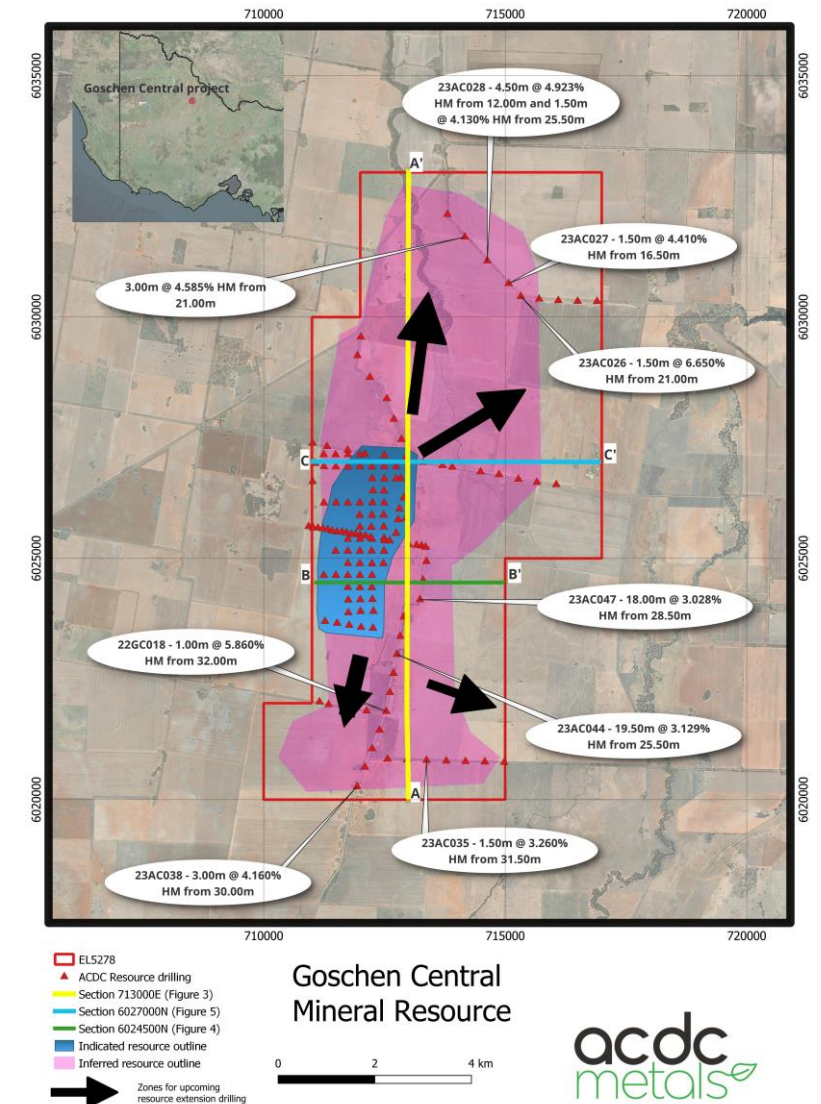 710000
715000
720000
6035000
6035000
Goschen Central project
23AC028 - 4.50m @ 4.923%
HM from 12.00m and 1.50m
@ 4.130% HM from 25.50m
A'
23AC027 - 1.50m @ 4.410%
HM from 16.50m
3.00m @ 4.585% HM from
21.00m
6030000
6030000
23AC026 - 1.50m @ 6.650%
HM from 21.00m
C
C'
6025000
6025000
B
B'
23AC047 - 18.00m @ 3.028%
HM from 28.50m
22GC018 - 1.00m @ 5.860%
HM from 32.00m
23AC044 - 19.50m @ 3.129%
HM from 25.50m
6020000
6020000
A
23AC035 - 1.50m @ 3.260%
HM from 31.50m
23AC038 - 3.00m @ 4.160%
HM from 30.00m
710000
715000
720000
EL5278
ACDC Resource drilling
Section 713000E (Figure 3)
Section 6027000N (Figure 5)
Section 6024500N (Figure 4)
Indicated resource outline
Inferred resource outline
Zones for upcoming
resource extension drilling
Goschen Central
Mineral Resource
0
2
4 km
acdc
metals